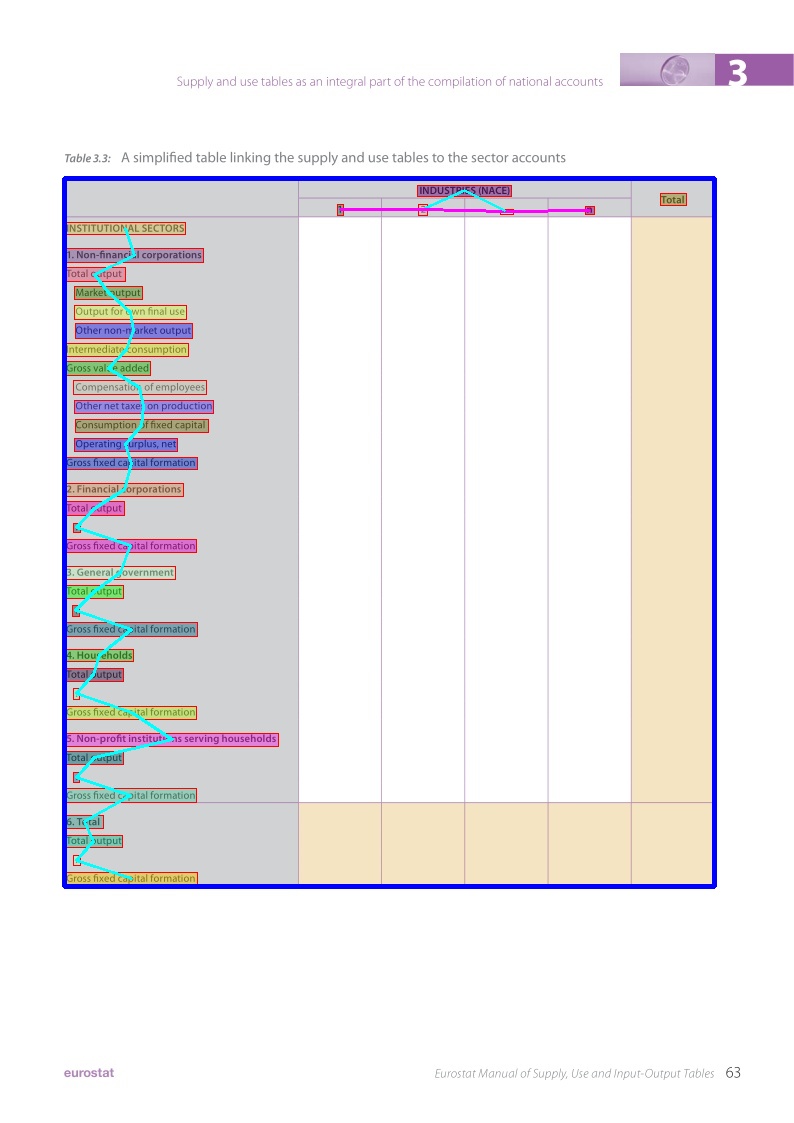 Supply and use tables as an integral part of the compilation of national accounts
3
Table 3.3: A simplified table linking the supply and use tables to the sector accounts
INDUSTRIES (NACE)
Total
INSTITUTIONAL SECTORS
1. Non-financial corporations
Total output
Market output
Output for own final use
Other non-market output
Intermediate consumption
Gross value added
Compensation of employees
Other net taxes on production
Consumption of fixed capital
Operating surplus, net
Gross fixed capital formation
2. Financial corporations
Total output
Gross fixed capital formation
3. General government
Total output
Gross fixed capital formation
4. Households
Total output
Gross fixed capital formation
5. Non-profit institutions serving households
Total output
Gross fixed capital formation
6. Total
Total output
Gross fixed capital formation
eurostat
Eurostat Manual of Supply, Use and Input-Output Tables 63